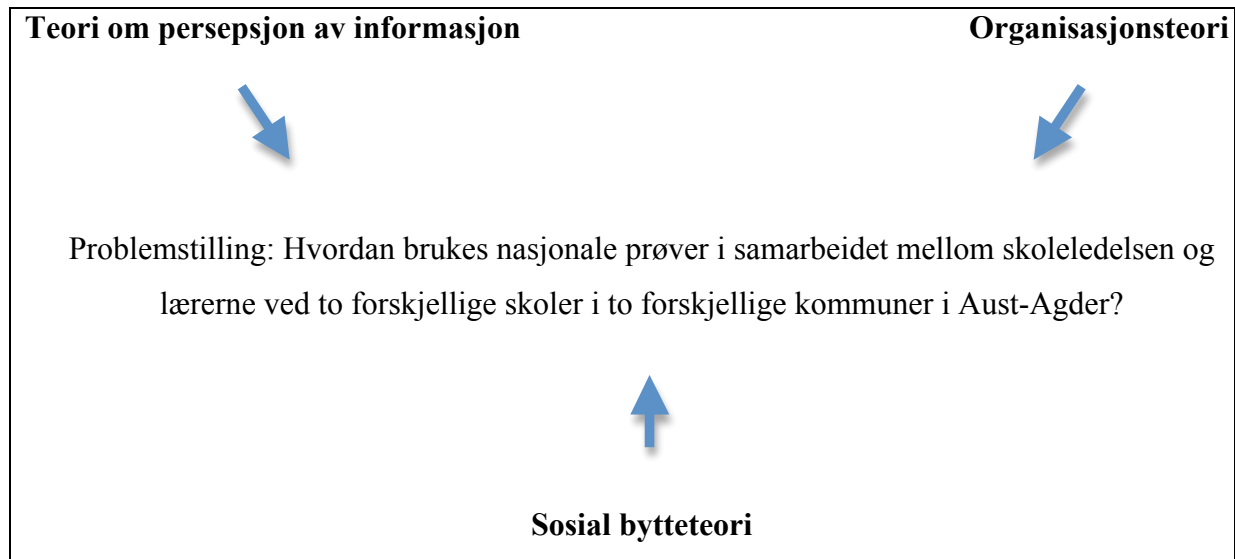 Teori om persepsjon av informasjon
Organisasjonsteori
Problemstilling: Hvordan brukes nasjonale prøver i samarbeidet mellom skoleledelsen og
lærerne ved to forskjellige skoler i to forskjellige kommuner i Aust-Agder?
Sosial bytteteori